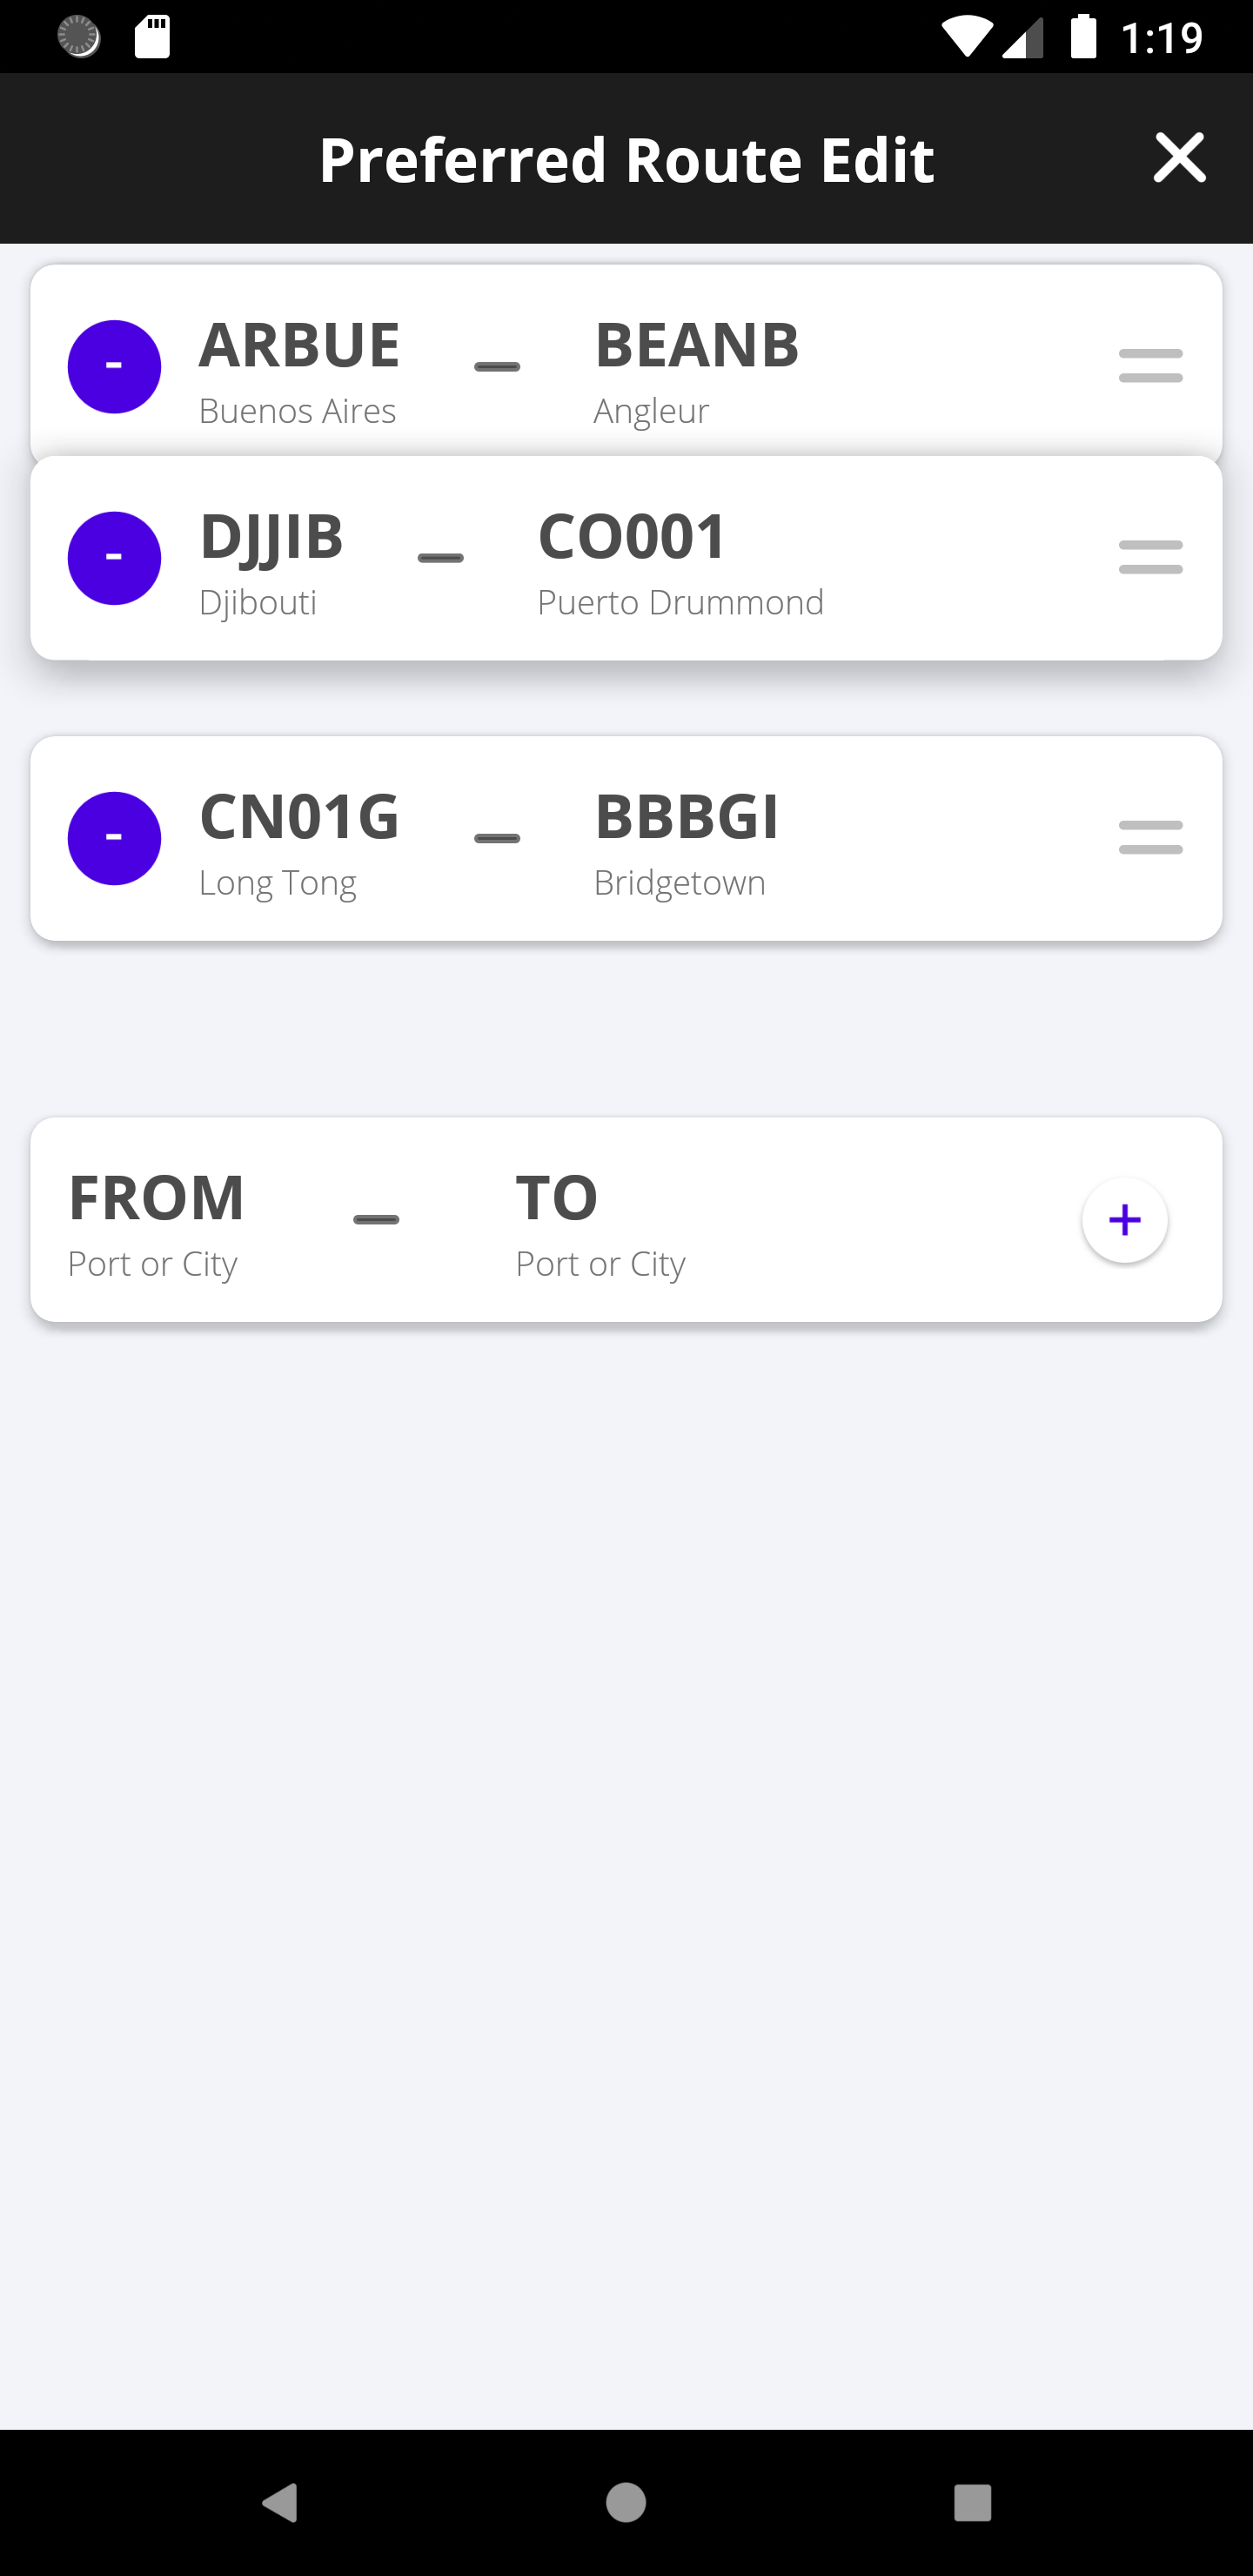 1:19
Preferred Route Edit
- ARBUE - BEANB
Buenos Aires Angleur
- DJJIB - CO001
Djibouti Puerto Drummond
- CN01G - BBBGI
Long Tong Bridgetown
FROM - TO +
Port or City Port or City